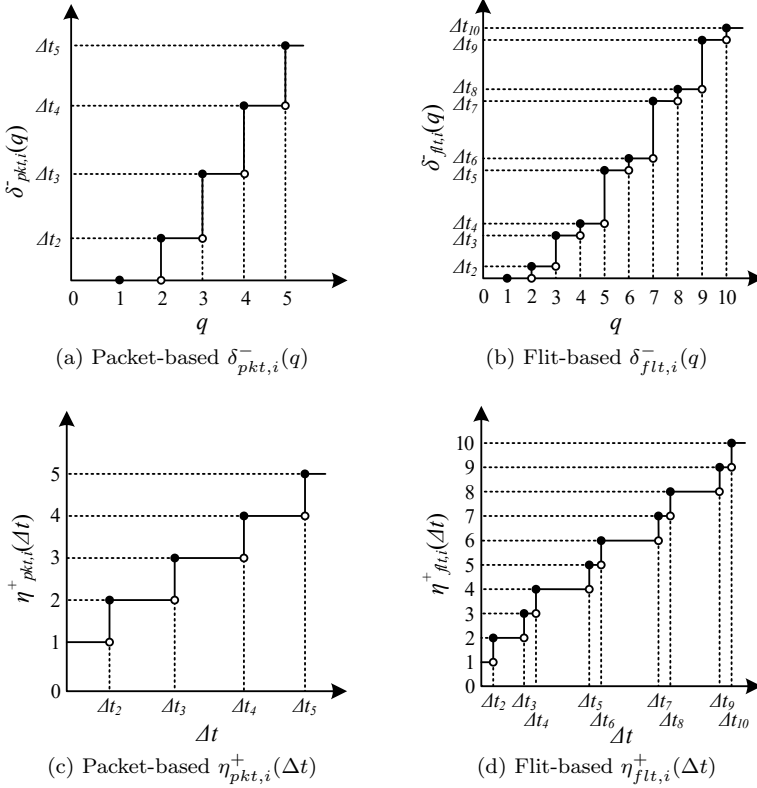 Δt5
Δt4
Δt3
Δt2
δ-pkt,i(q)
0 1 2 3 4 5
q
(a) Packet-based δ−pkt,i(q)
Δt10
Δt9
Δt8
Δt7
Δt6
Δt5
Δt4
Δt3
Δt2
δ-flt,i(q)
0 1 2 3 4 5 6 7 8 9 10
q
(b) Flit-based δ−flt,i(q)
5
4
3
2
1
0
η+pkt,i(Δt)
Δt2 Δt3 Δt4 Δt5
Δt
(c) Packet-based η+pkt,i(Δt)
10
9
8
7
6
5
4
3
2
1
0
η+flt,i(Δt)
Δt2 Δt3 Δt5 Δt7 Δt9
Δt4 Δt6 Δt8 Δt10
Δt
(d) Flit-based η+flt,i(Δt)